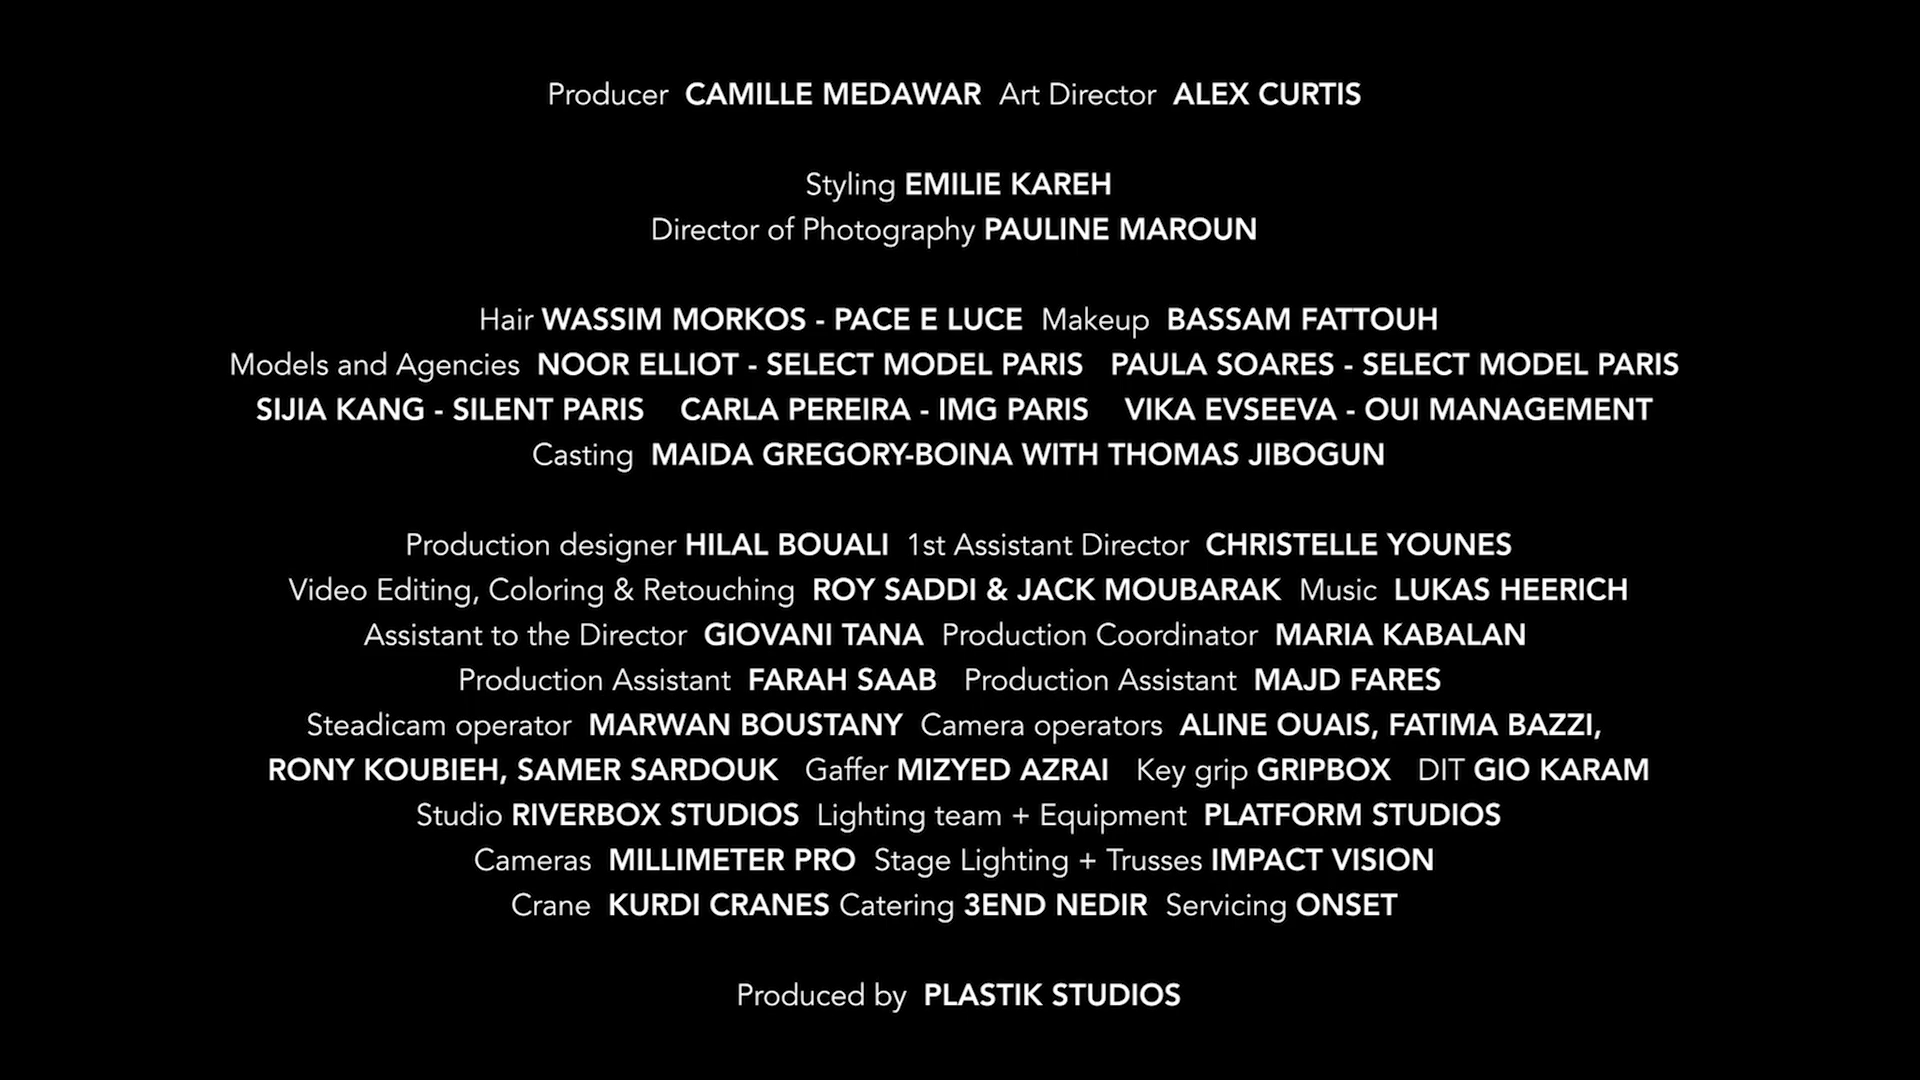 Producer CAMILLE MEDAWAR Art Director ALEX CURTIS
Styling EMILIE KAREH
Director of Photography PAULINE MAROUN
Hair WASSIM MORKOS - PACE E LUCE Makeup BASSAM FATTOUH
Models and Agencies NOOR ELLIOT - SELECT MODEL PARIS PAULA SOARES - SELECT MODEL PARIS
SIJIA KANG - SILENT PARIS CARLA PEREIRA - IMG PARIS VIKA EVSEEVA - OUI MANAGEMENT
Casting MAIDA GREGORY-BOINA WITH THOMAS JIBOGUN
Production designer HILAL BOUALI 1st Assistant Director CHRISTELLE YOUNES
Video Editing, Coloring & Retouching ROY SADDI & JACK MOUBARAK Music LUKAS HEERICH
Assistant to the Director GIOVANI TANA Production Coordinator MARIA KABALAN
Production Assistant FARAH SAAB Production Assistant MAJD FARES
Steadicam operator MARWAN BOUSTANY Camera operators ALINE OUAIS, FATIMA BAZZI,
RONY KOUBIEH, SAMER SARDOUK Gaffer MIZYED AZRAI Key grip GRIPBOX DIT GIO KARAM
Studio RIVERBOX STUDIOS Lighting team + Equipment PLATFORM STUDIOS
Cameras MILLIMETER PRO Stage Lighting + Trusses IMPACT VISION
Crane KURDI CRANES Catering 3END NEDIR Servicing ONSET
Produced by PLASTIK STUDIOS